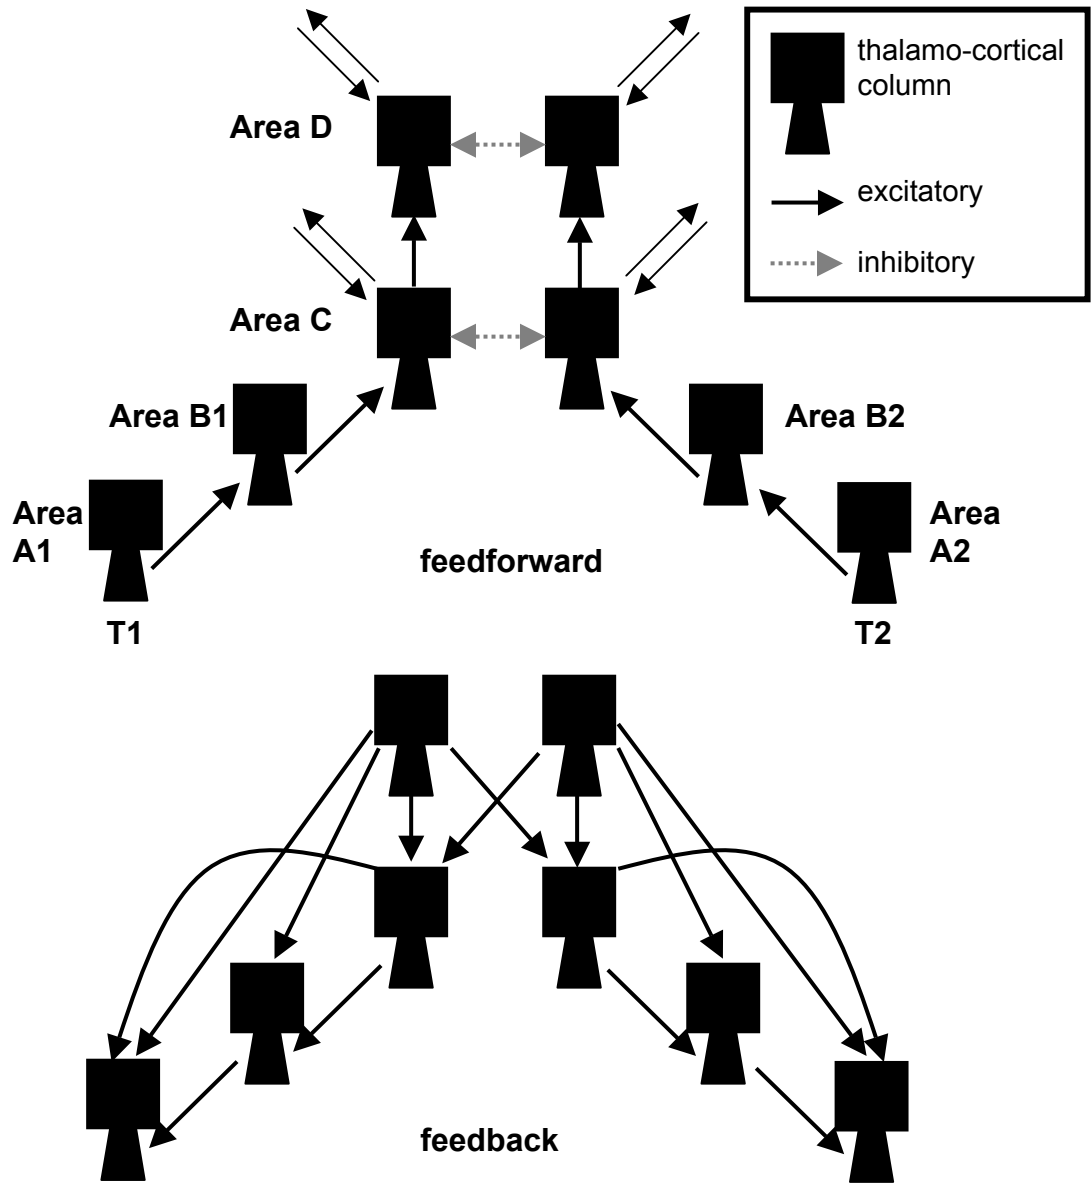 thalamo-cortical
column
excitatory
inhibitory
Area D
Area C
Area B1
Area B2
Area
A1
Area
A2
feedforward
T1
T2
feedback